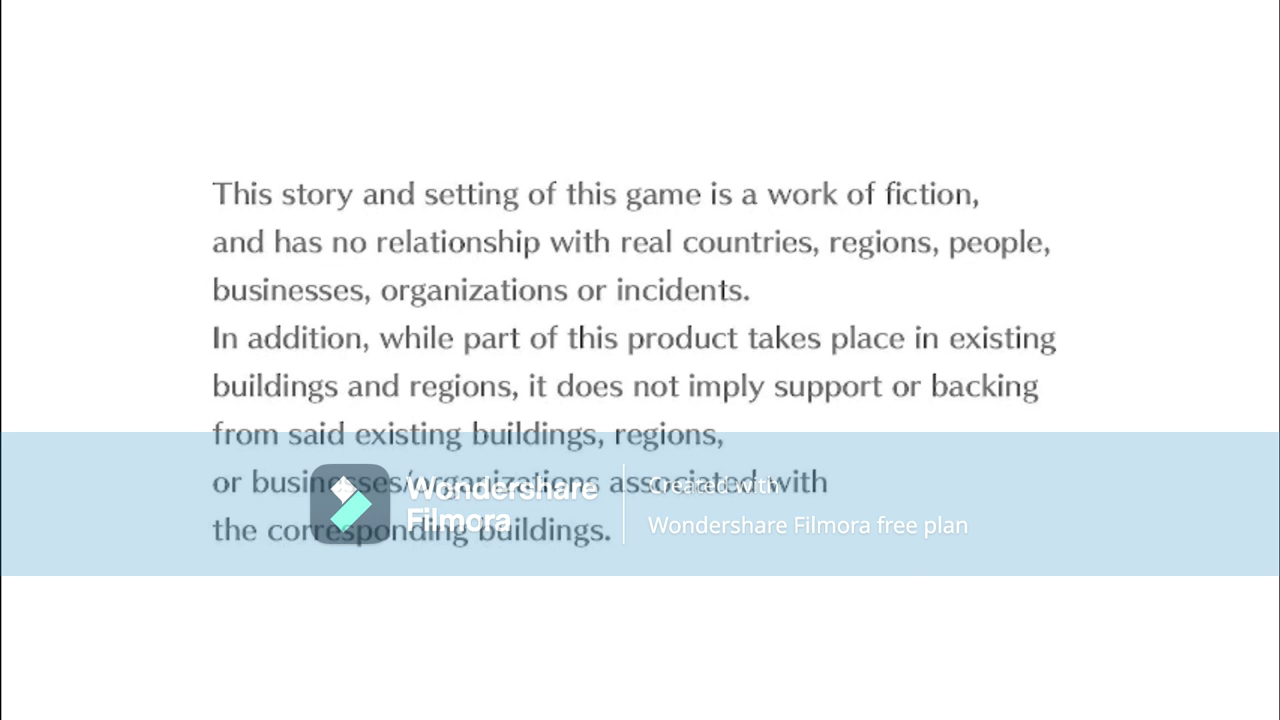 This story and setting of this game is a work of fiction,
and has no relationship with real countries, regions, people,
businesses, organizations or incidents.
In addition, while part of this product takes place in existing
buildings and regions, it does not imply support or backing
from said existing buildings, regions,
or businesses/organizations associated with
the corresponding buildings.
Wondershare
Filmora
Created with
Wondershare Filmora free plan